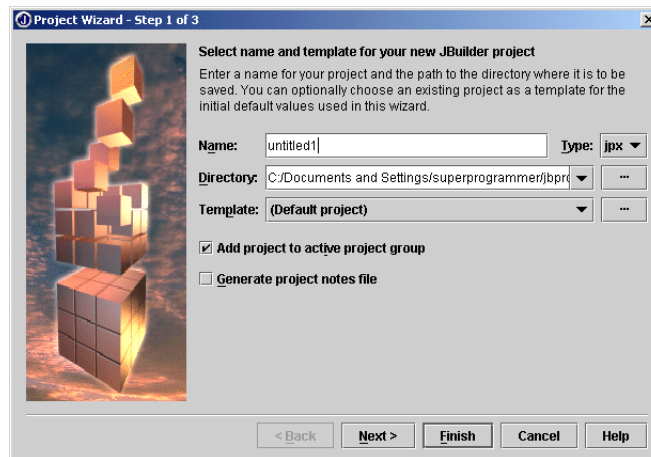 Project Wizard - Step 1 of 3
Select name and template for your new JBuilder project
Enter a name for your project and the path to the directory where it is to be
saved. You can optionally choose an existing project as a template for the
initial default values used in this wizard.
Name: untitled1 Type: jpx
Directory: C:/Documents and Settings/superprogrammer/jbpro ...
Template: (Default project) ...
Add project to active project group
Generate project notes file
< Back Next > Finish Cancel Help